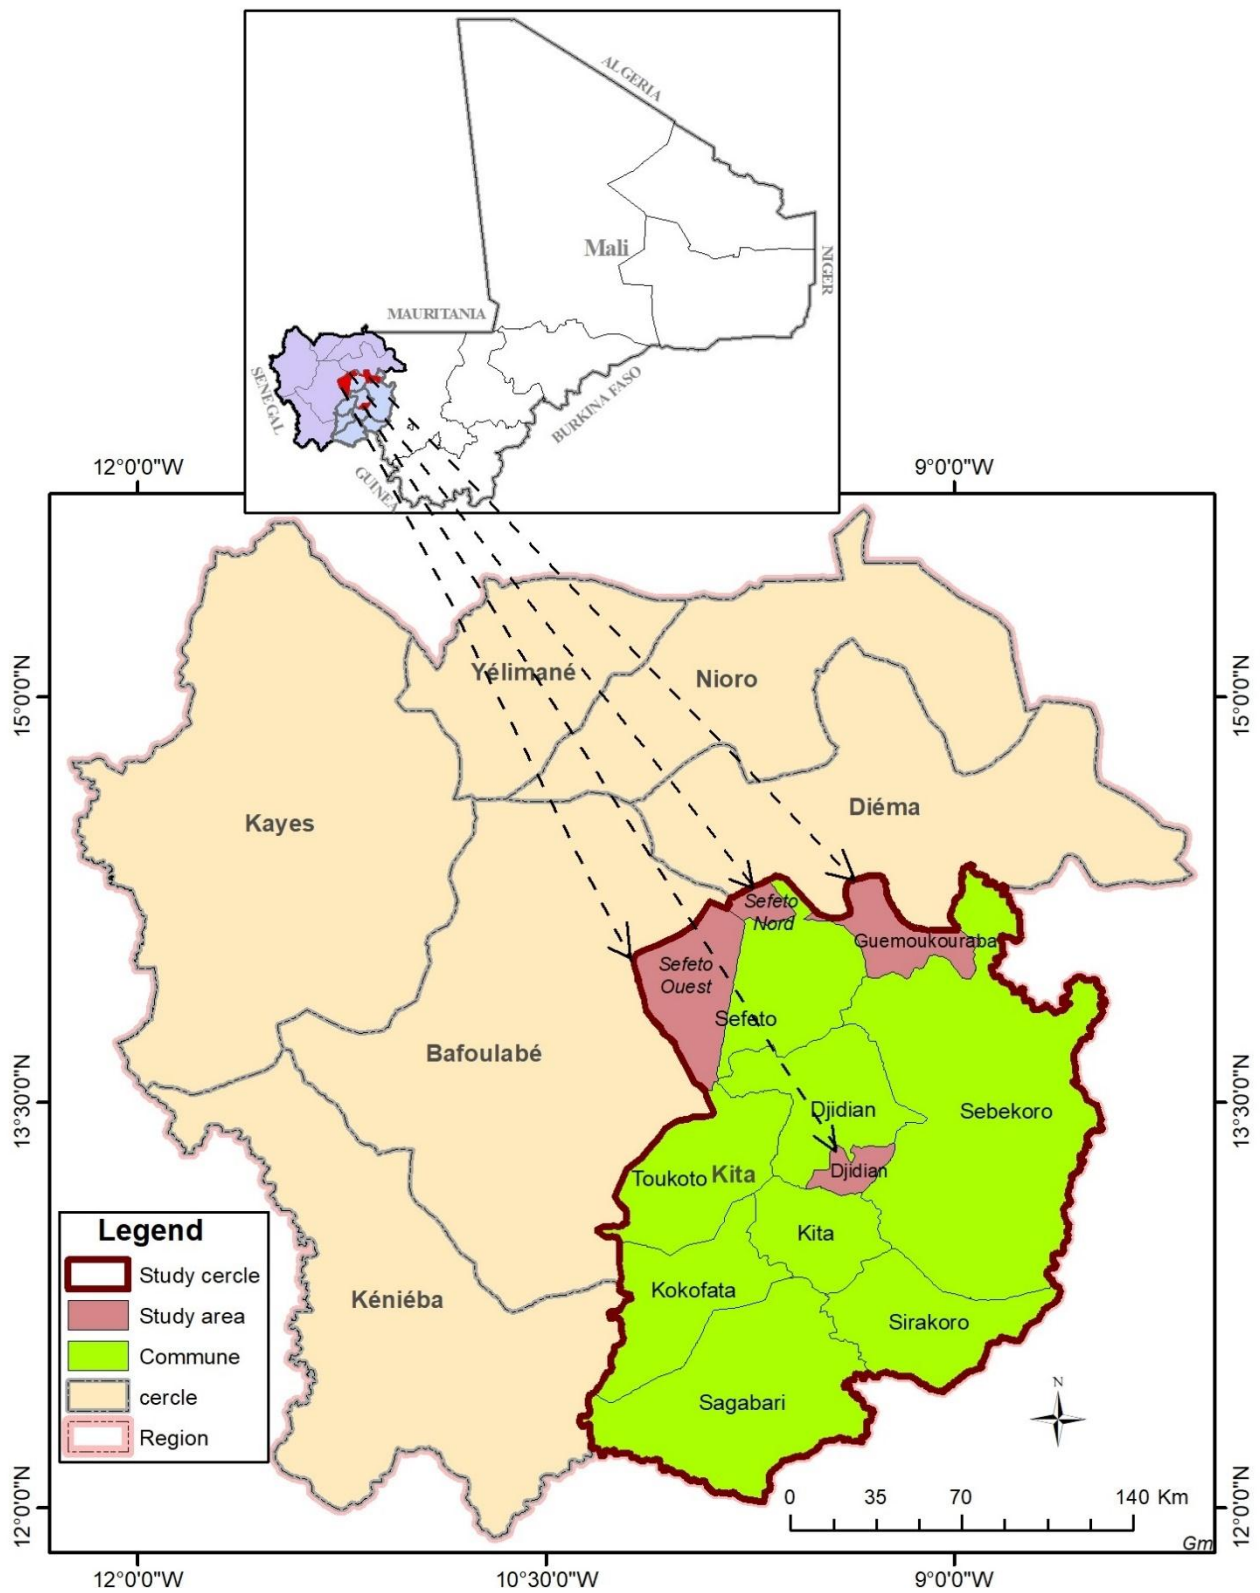 ALGERIA
Mali
NIGER
MAURITANIA
SENEGAL
BURKINA FASO
GUINEA
12°0'0"W
9°0'0"W
15°0'0"N
15°0'0"N
Yélimané
Nioro
Kayes
Diéma
Sefeto
Nord
Guemoukouraba
Sefeto
Ouest
Sefeto
Bafoulabé
13°30'0"N
13°30'0"N
Djidian
Sebekoro
Djidian
Toukoto
Kita
Kita
Kokofata
Kéniéba
Sirakoro
Sagabari
Legend
Study cercle
Study area
Commune
cercle
Region
N
0 35 70 140 Km
Gm
12°0'0"N
12°0'0"N
12°0'0"W
10°30'0"W
9°0'0"W